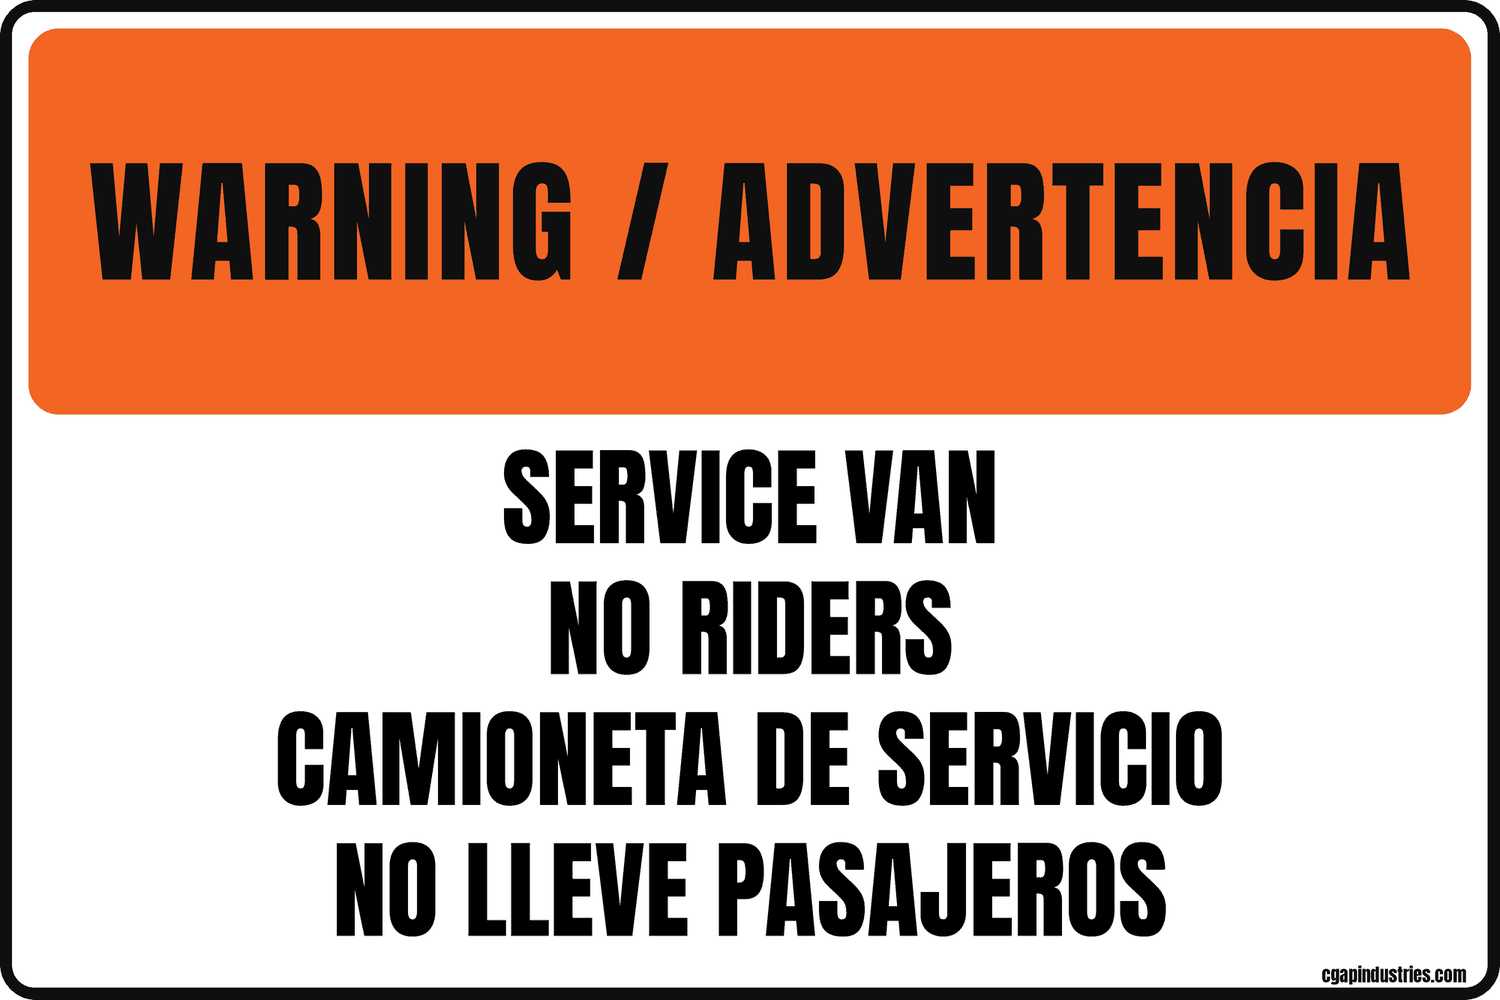 WARNING / ADVERTENCIA
SERVICE VAN
NO RIDERS
CAMIONETA DE SERVICIO
NO LLEVE PASAJEROS
cgapindustries.com